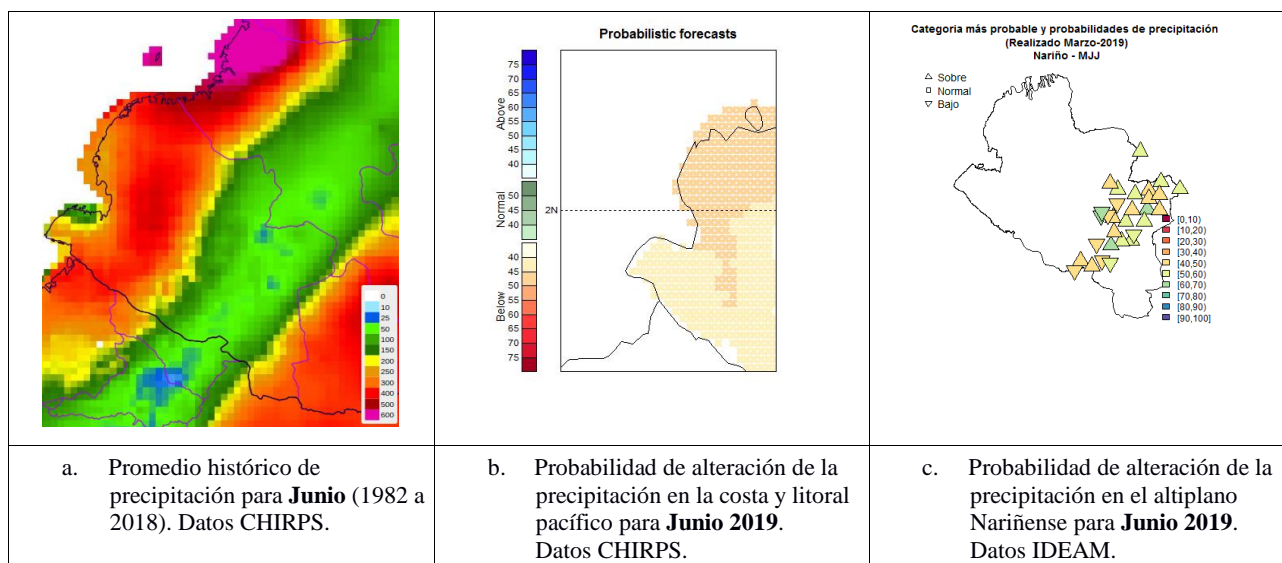 0
10
25
50
100
200
250
300
400
500
600
Probabilistic forecasts
Above
75
70
65
60
55
50
45
40
Normal
50
45
40
Below
40
45
50
55
60
65
70
75
2N
Categoria más probable y probabilidades de precipitación
(Realizado Marzo-2019)
Nariño - MJJ
Sobre
Normal
Bajo
[0,10)
[10,20)
[20,30)
[30,40)
[40,50)
[50,60)
[60,70)
[70,80)
[80,90)
[90,100]
a. Promedio histórico de
precipitación para Junio (1982 a
2018). Datos CHIRPS.
b. Probabilidad de alteración de la
precipitación en la costa y litoral
pacífico para Junio 2019.
Datos CHIRPS.
c. Probabilidad de alteración de la
precipitación en el altiplano
Nariñense para Junio 2019.
Datos IDEAM.